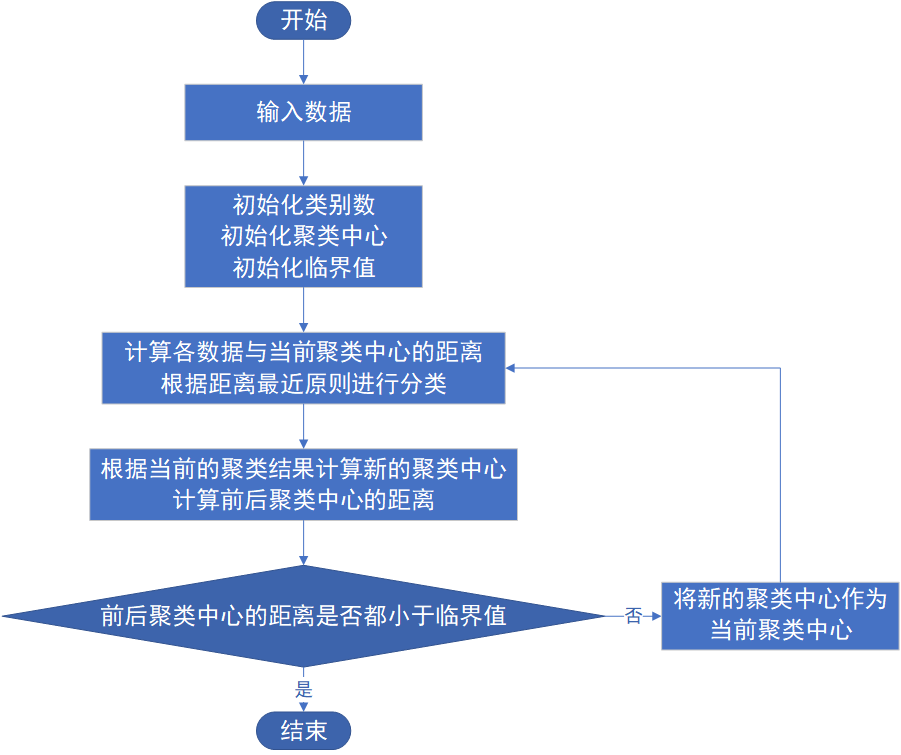 开始
输入数据
初始化类别数
初始化聚类中心
初始化临界值
计算各数据与当前聚类中心的距离
根据距离最近原则进行分类
根据当前的聚类结果计算新的聚类中心
计算前后聚类中心的距离
前后聚类中心的距离是否都小于临界值
否
将新的聚类中心作为
当前聚类中心
是
结束